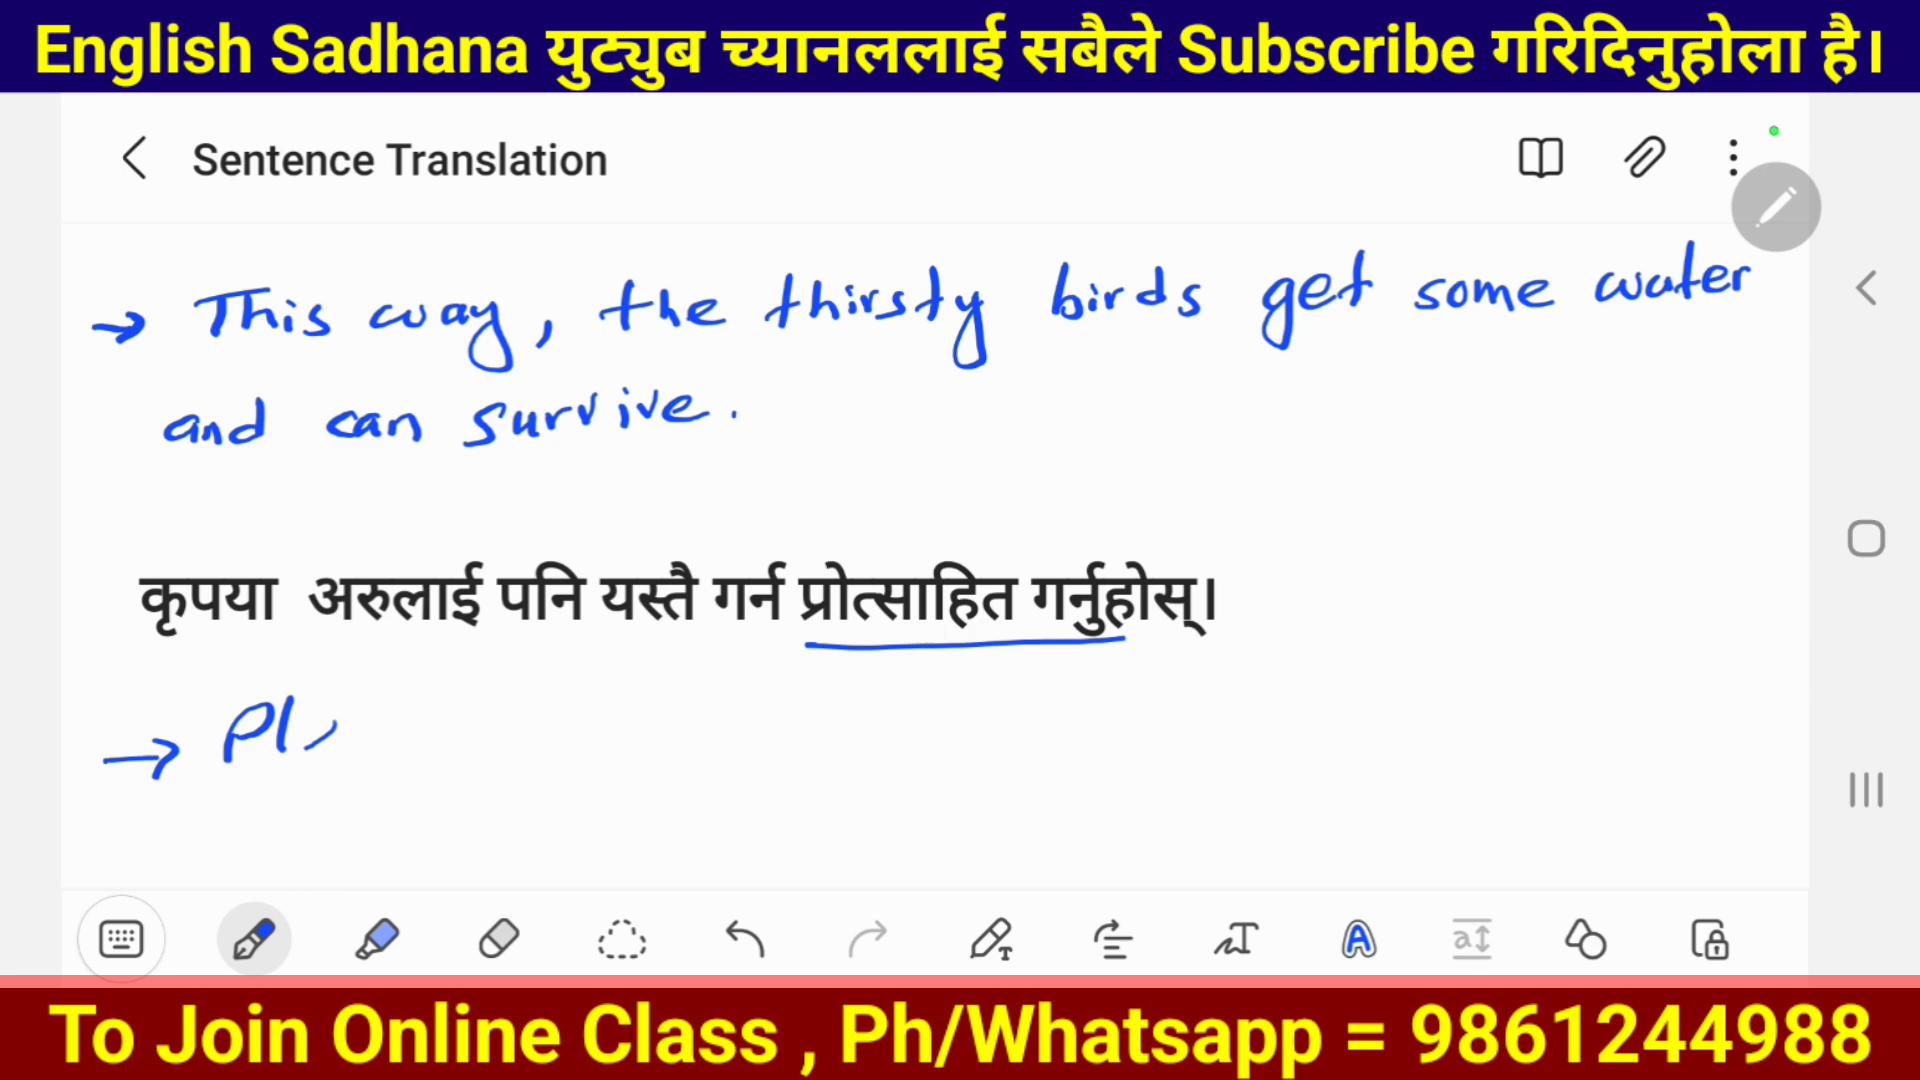 English Sadhana युट्युब च्यानललाई सबैले Subscribe गरिदिनुहोला है।
Sentence Translation
→ This way, the thirsty birds get some water
and can survive.
कृपया अरुलाई पनि यस्तै गर्न प्रोत्साहित गर्नुहोस्।
→ Pl
To Join Online Class , Ph/Whatsapp = 9861244988